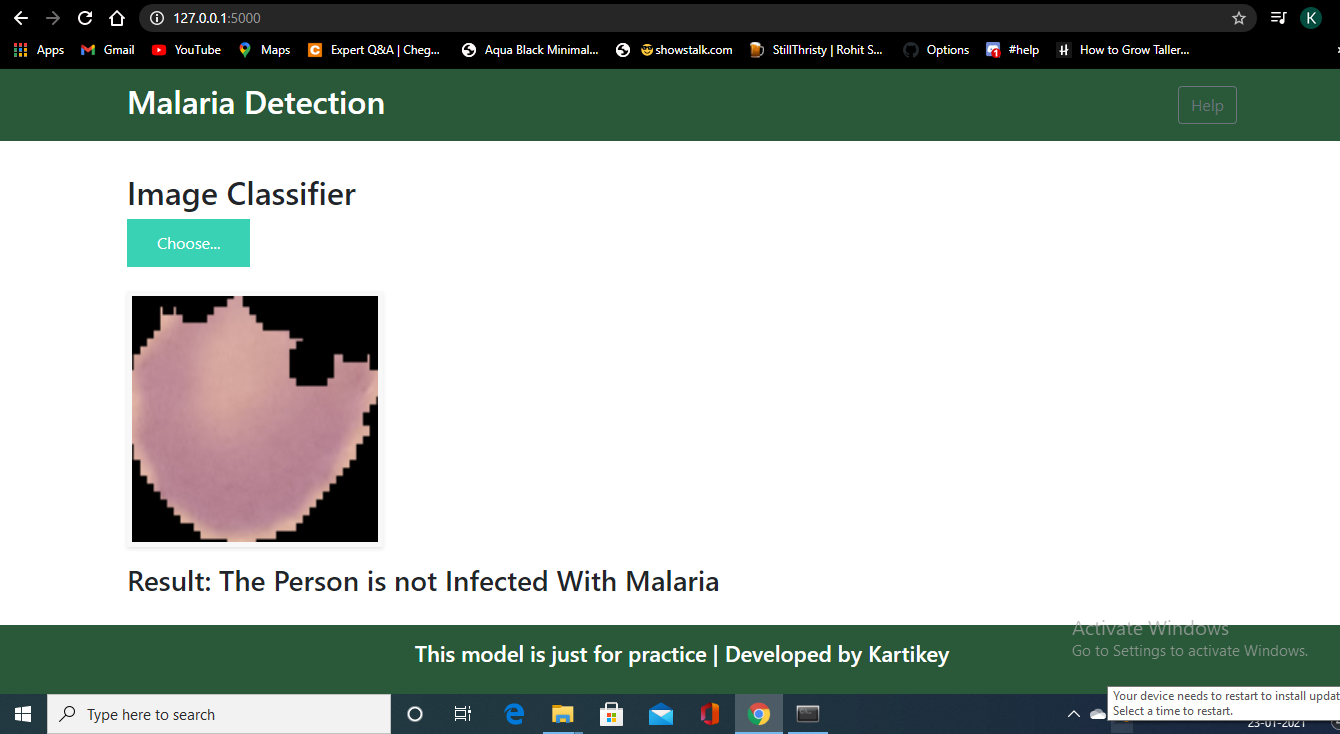 127.0.0.1:5000
K
Apps Gmail YouTube Maps Expert Q&A | Cheg... Aqua Black Minimal... showstalk.com StillThristy | Rohit S... Options #help How to Grow Taller...
Malaria Detection
Help
Image Classifier
Choose...
Result: The Person is not Infected With Malaria
Activate Windows
Go to Settings to activate Windows.
This model is just for practice | Developed by Kartikey
Your device needs to restart to install updat
Select a time to restart.
Type here to search
23-01-2021